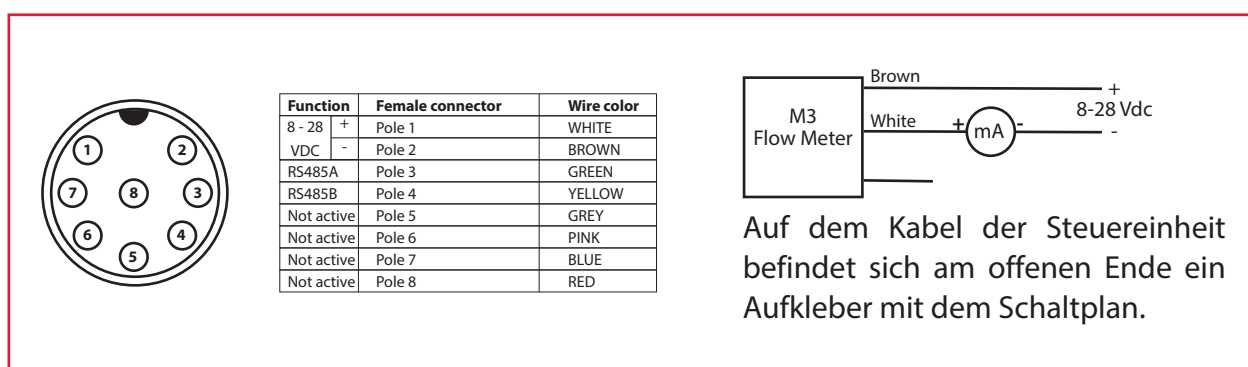 1
2
7
8
3
6
4
5
Function Female connector Wire color
8 - 28 + Pole 1 WHITE
VDC - Pole 2 BROWN
RS485A Pole 3 GREEN
RS485B Pole 4 YELLOW
Not active Pole 5 GREY
Not active Pole 6 PINK
Not active Pole 7 BLUE
Not active Pole 8 RED
M3
Flow Meter
Brown
+
8-28 Vdc
White + mA - -
Auf dem Kabel der Steuereinheit
befindet sich am offenen Ende ein
Aufkleber mit dem Schaltplan.